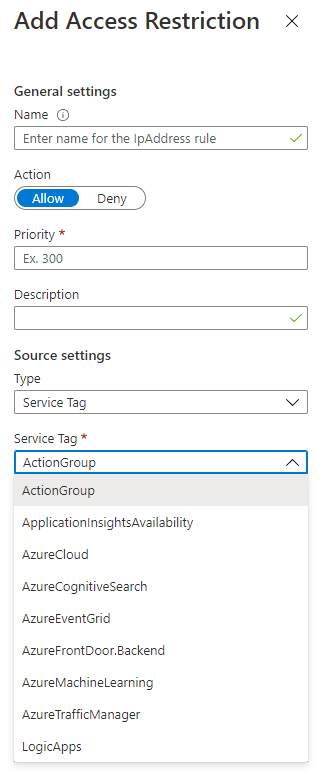 Add Access Restriction
General settings
Name
Enter name for the IpAddress rule
Action
Allow Deny
Priority *
Ex. 300
Description
Source settings
Type
Service Tag
Service Tag *
ActionGroup
ActionGroup
ApplicationInsightsAvailability
AzureCloud
AzureCognitiveSearch
AzureEventGrid
AzureFrontDoor.Backend
AzureMachineLearning
AzureTrafficManager
LogicApps